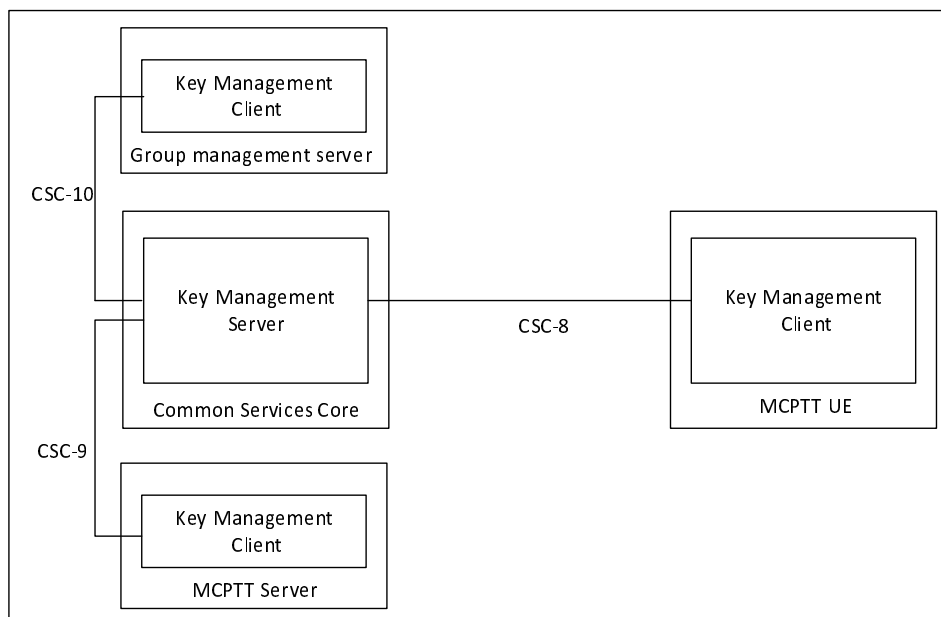 Key Management
Client
Group management server
CSC-10
Key Management
Server
Common Services Core
CSC-8
Key Management
Client
MCPTT UE
CSC-9
Key Management
Client
MCPTT Server